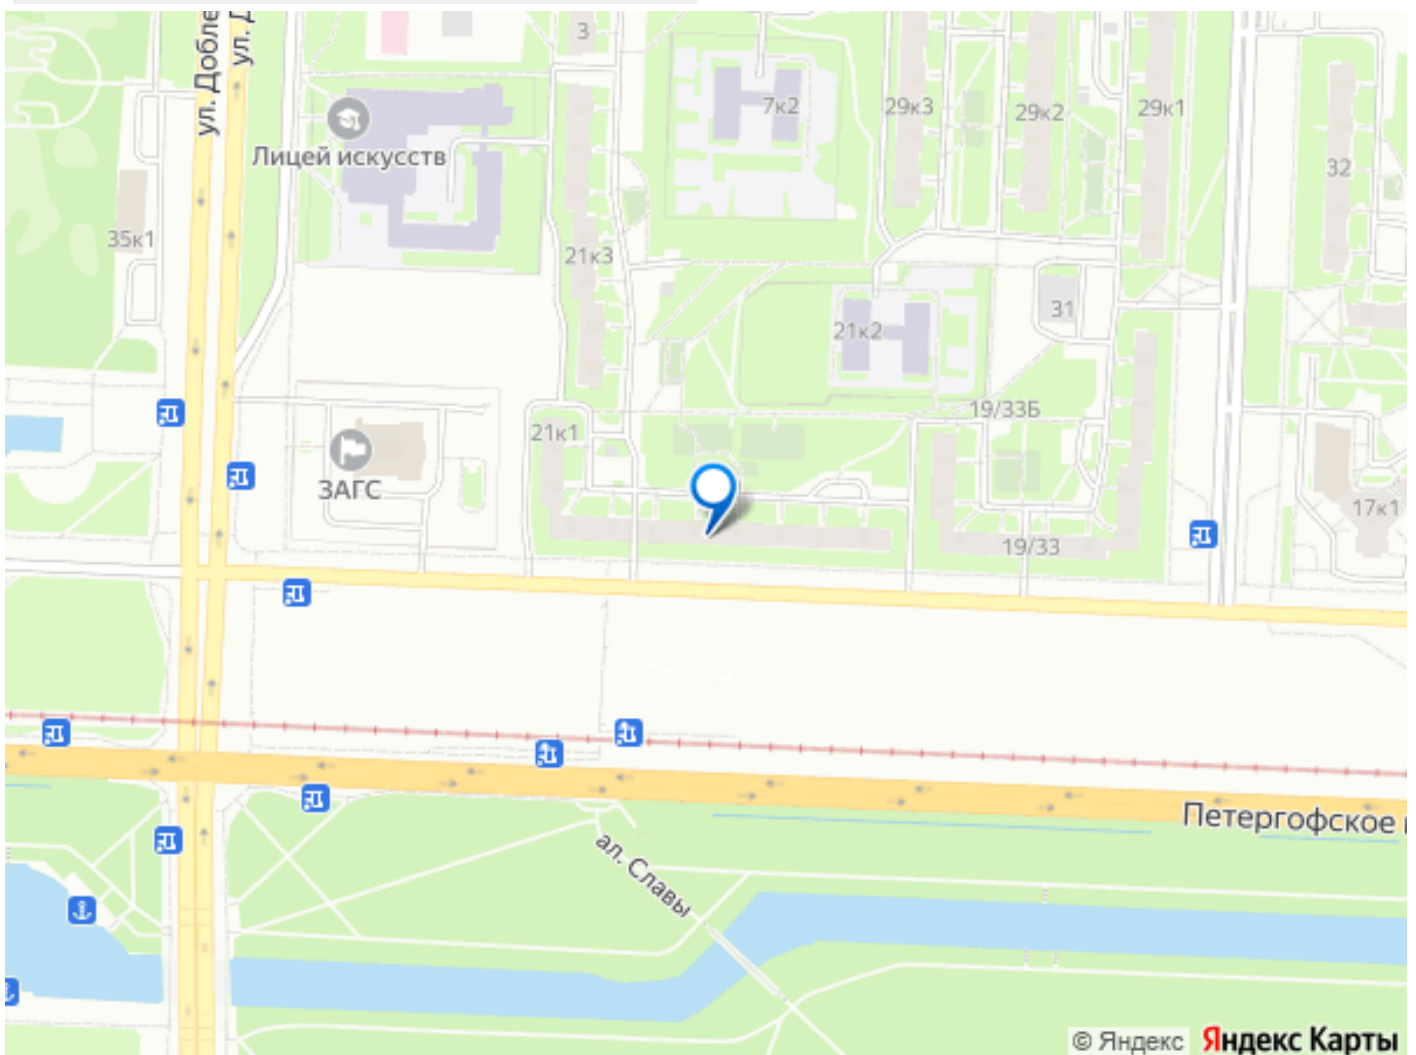 ул. Добле
ул. Д
3
7к2
29к3
29к2
29к1
Лицей искусств
32
35к1
21к3
31
21к2
19/33Б
21к1
ЗАГС
17к1
19/33
Петергофское
ал. Славы
© Яндекс
Яндекс Карты